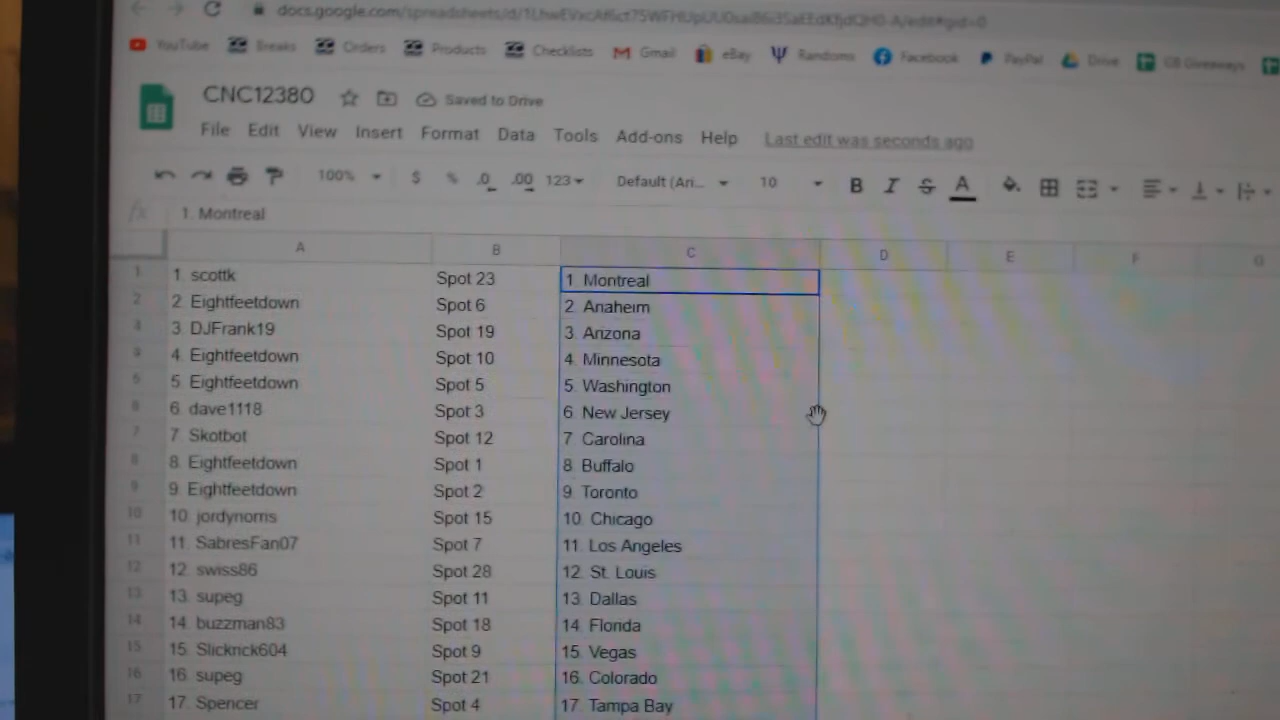 docs.google.com/spreadsheets/d/
YouTube Breaks Orders Products Checklists Gmail eBay Randoms Facebook PayPal Drive GB Giveaways
CNC12380 Saved to Drive
File Edit View Insert Format Data Tools Add-ons Help Last edit was seconds ago
100% $ % .0 .00 123 Default (Ari... 10 B I S A
fx 1. Montreal
A B C D E F G
1 1. scottk Spot 23 1. Montreal
2 2. Eightfeetdown Spot 6 2. Anaheim
3. DJFrank19 Spot 19 3. Arizona
4. Eightfeetdown Spot 10 4. Minnesota
5. Eightfeetdown Spot 5 5. Washington
6. dave1118 Spot 3 6. New Jersey
7 7. Skotbot Spot 12 7. Carolina
8 8. Eightfeetdown Spot 1 8. Buffalo
9 9. Eightfeetdown Spot 2 9. Toronto
10 10. jordynoms Spot 15 10. Chicago
11 11. SabresFan07 Spot 7 11. Los Angeles
12 12. swiss86 Spot 28 12. St. Louis
13 13. supeg Spot 11 13. Dallas
14 14. buzzman83 Spot 18 14. Florida
15 15. Slickrick604 Spot 9 15. Vegas
16 16. supeg Spot 21 16. Colorado
17 17. Spencer Spot 4 17. Tampa Bay